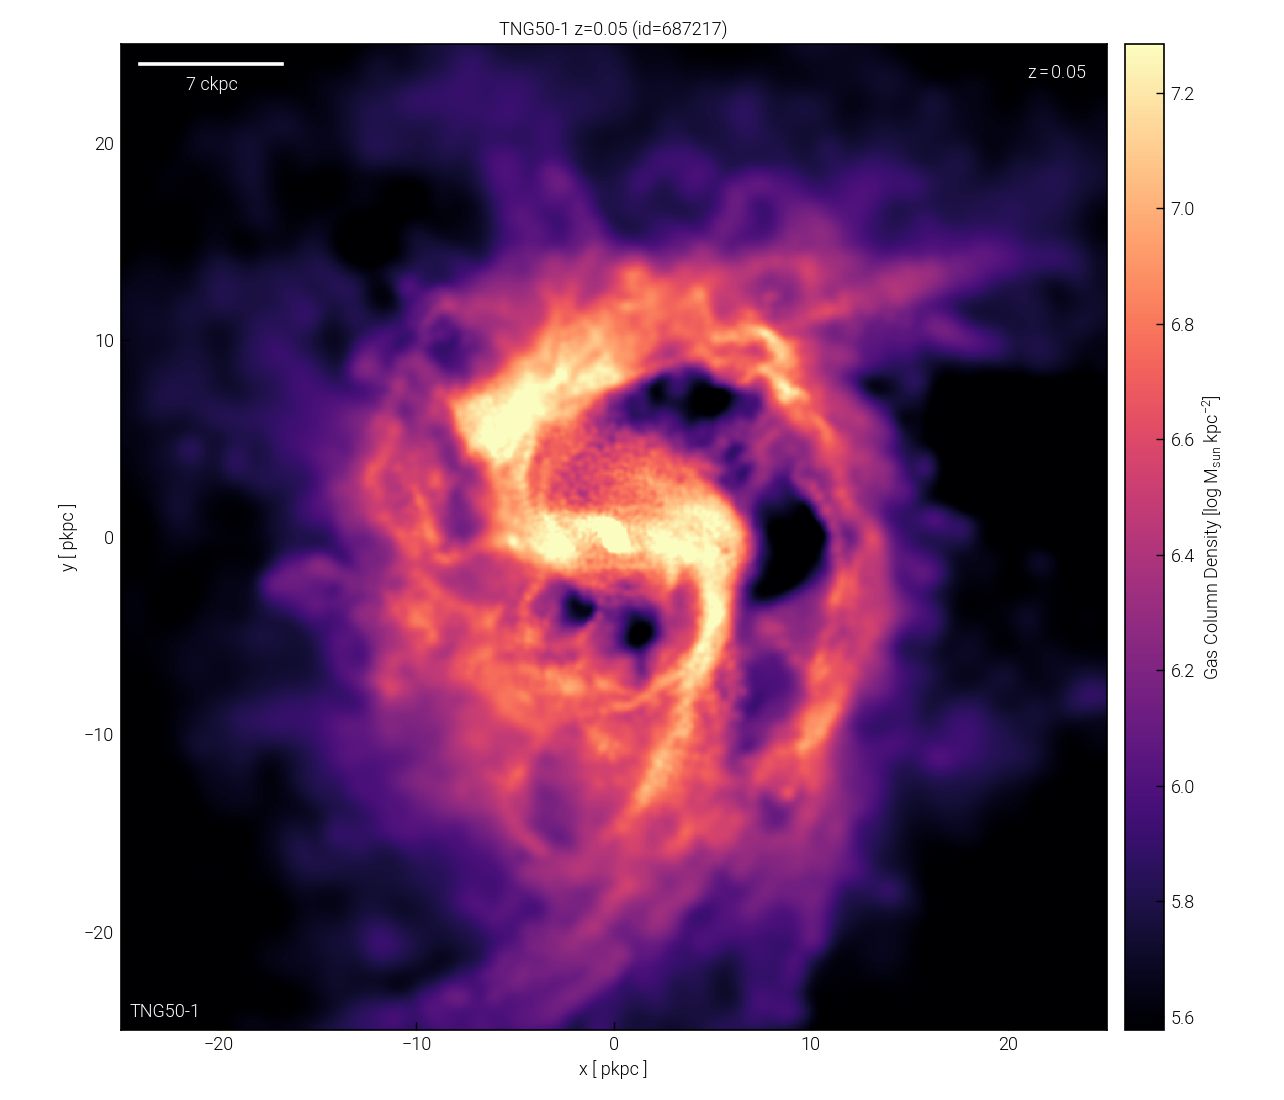 TNG50-1 z=0.05 (id=687217)
7 ckpc
z=0.05
TNG50-1
20
10
0
−10
−20
y [ pkpc ]
−20
−10
0
10
20
x [ pkpc ]
7.2
7.0
6.8
6.6
6.4
6.2
6.0
5.8
5.6
Gas Column Density [log M_sun kpc^−2]